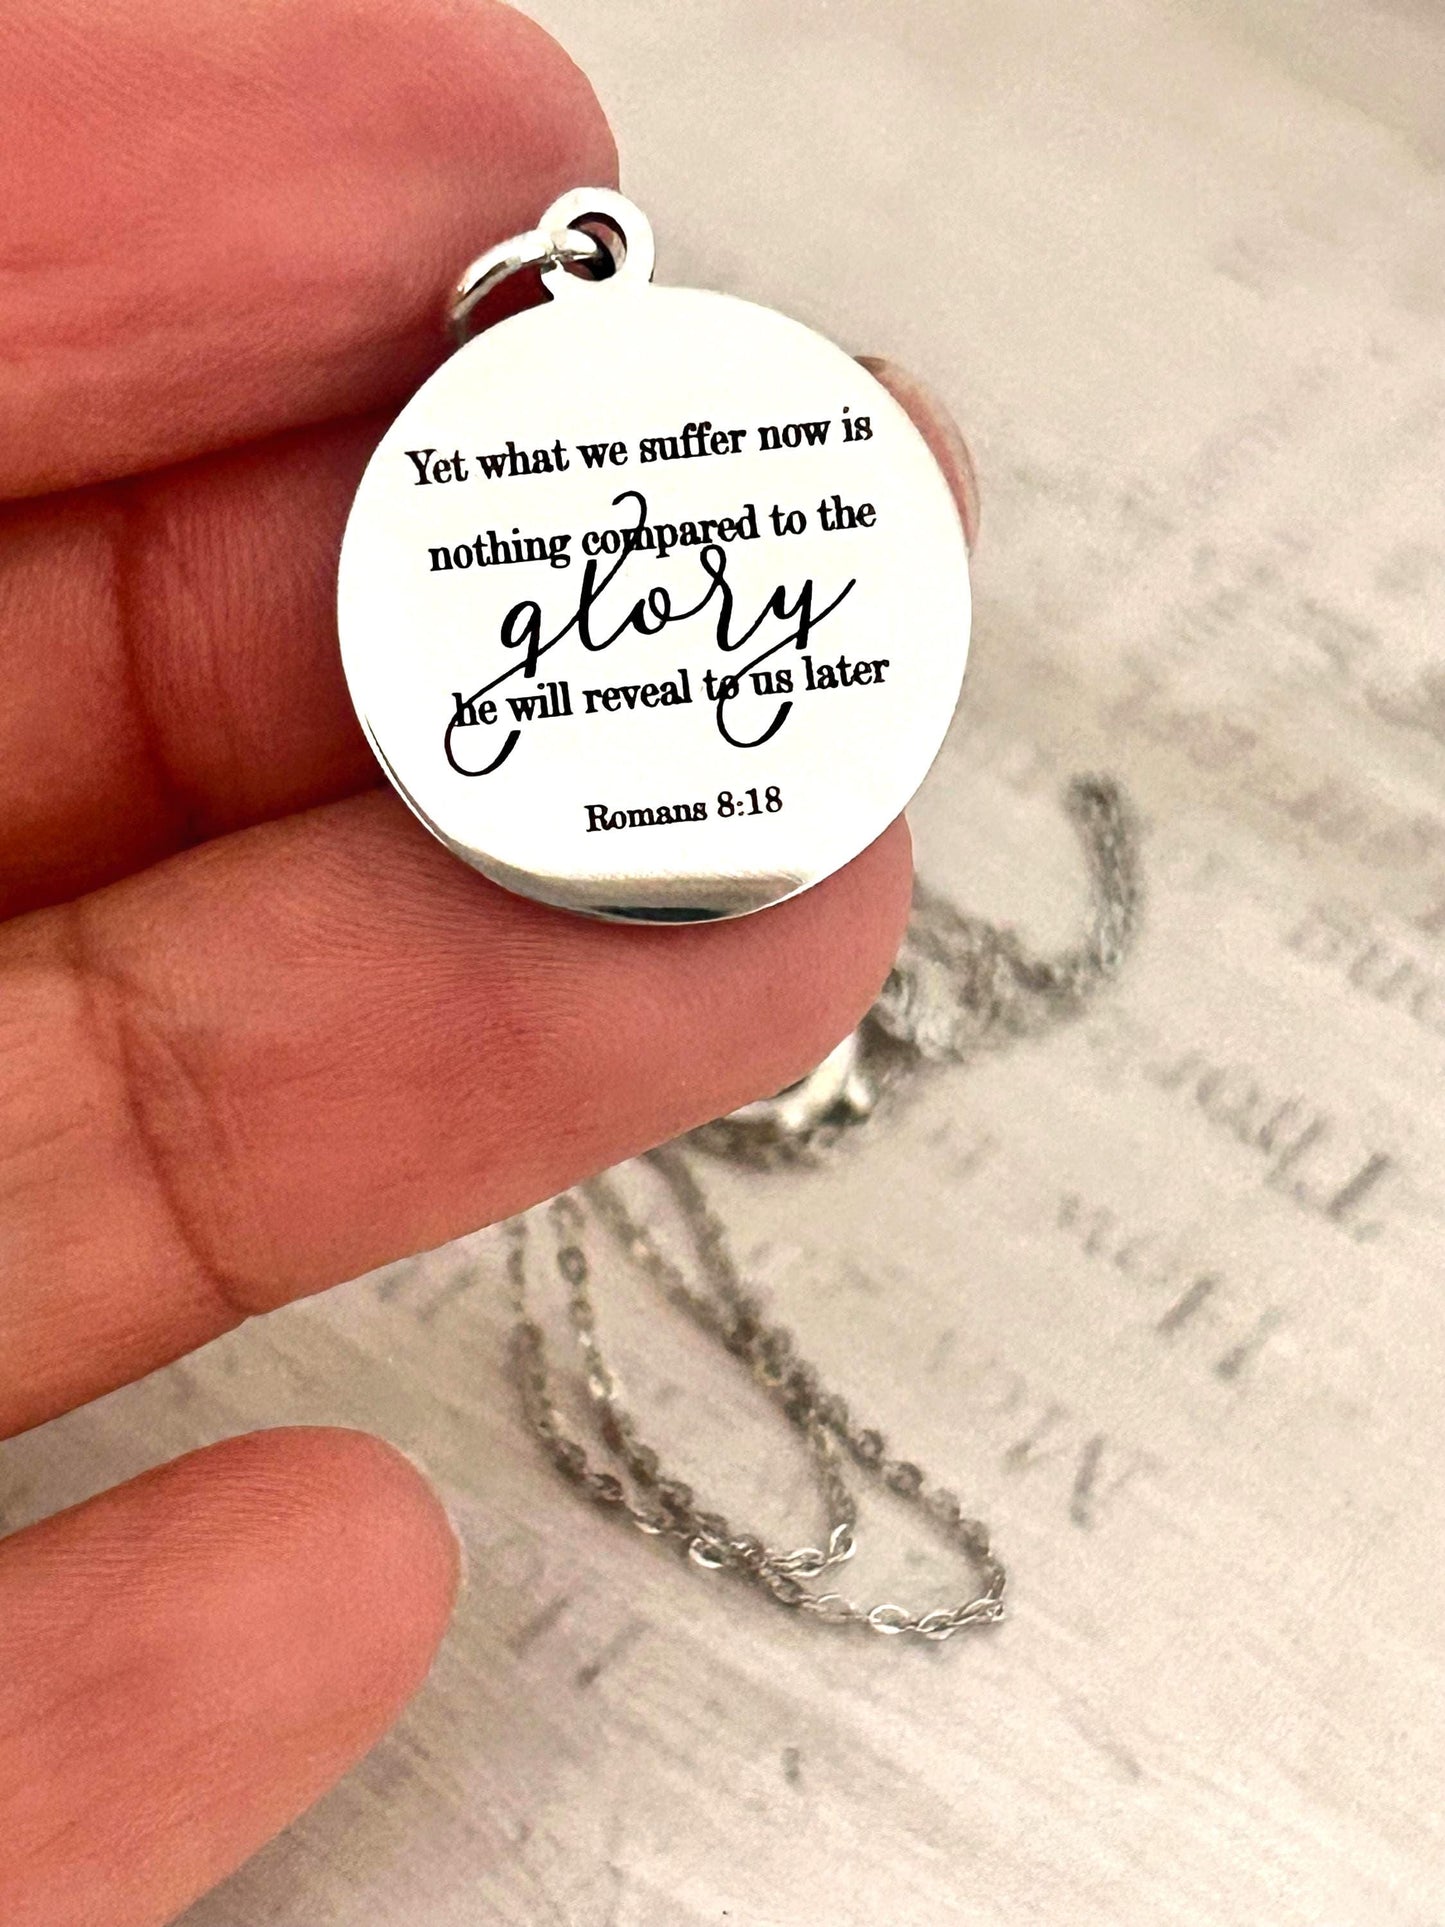 Yet what we suffer now is
nothing compared to the
glory
he will reveal to us later
Romans 8:18